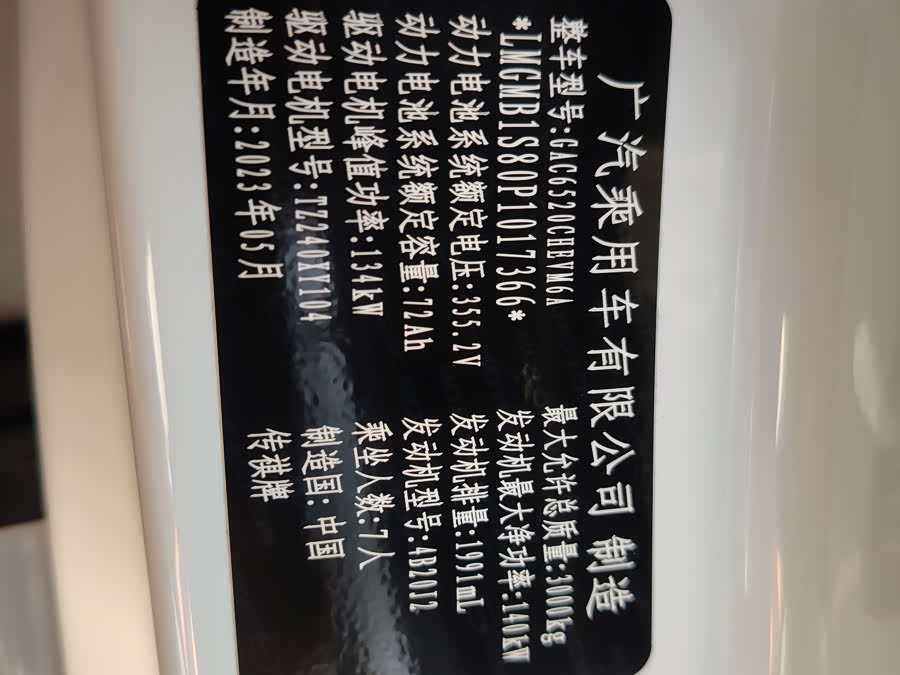 广汽乘用车有限公司 制造
整车型号:GAC6520CHEVM6A 最大允许总质量:3000kg
*LMGMB1S80P1017366* 发动机最大净功率:140kW
动力电池系统额定电压:355.2V 发动机排量:1991mL
动力电池系统额定容量:72Ah 发动机型号:4B2012
驱动电机峰值功率:134kW 乘坐人数:7人
驱动电机型号:TZ240XY104 制造国:中国
制造年月:2023年05月 传祺牌